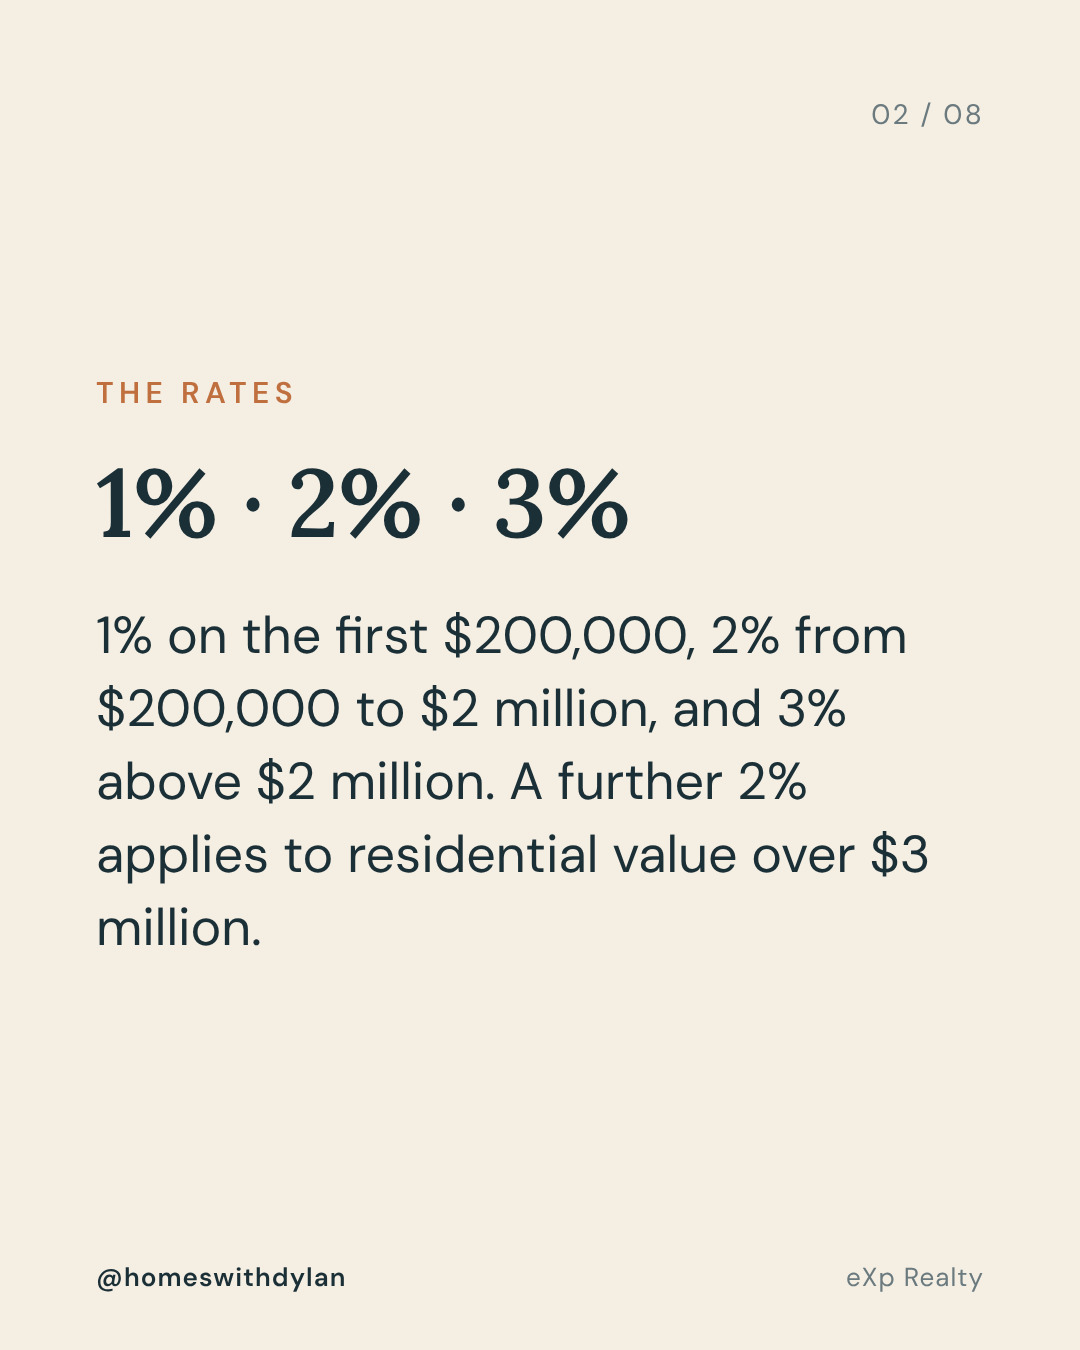 02 / 08
THE RATES
1% · 2% · 3%
1% on the first $200,000, 2% from
$200,000 to $2 million, and 3%
above $2 million. A further 2%
applies to residential value over $3
million.
@homeswithdylan
eXp Realty